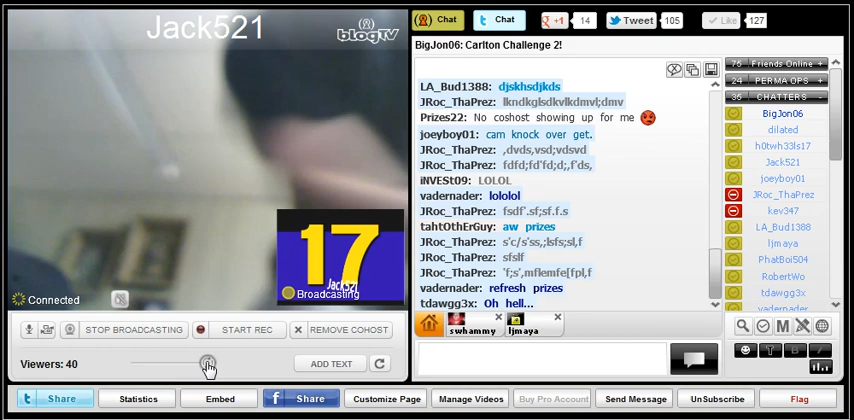 Jack521
blogTV
17
Jack521
Broadcasting
Connected
STOP BROADCASTING
START REC
REMOVE COHOST
Viewers: 40
ADD TEXT
Chat
Chat
+1
14
Tweet
105
Like
127
BigJon06: Carlton Challenge 2!
LA_Bud1388: djskhsdjkds
JRoc_ThaPrez: lkndkglsdkvlkdmvl;dmv
Prizes22: No coshost showing up for me
joeyboy01: cam knock over get.
JRoc_ThaPrez: ,dvds,vsd;vdsvd
JRoc_ThaPrez: fdfd;fd'fd;d;,f'ds,
iNVESt09: LOLOL
vadernader: lololol
JRoc_ThaPrez: fsdf'.sf;sf.f.s
tahtOthErGuy: aw prizes
JRoc_ThaPrez: s'c/s'ss,;lsfs;sl,f
JRoc_ThaPrez: sfslf
JRoc_ThaPrez: 'f;s',mflemfe[fpl,f
vadernader: refresh prizes
tdawgg3x: Oh hell...
swhammy
ljmaya
75 Friends Online +
24 PERMA OPS +
35 CHATTERS -
BigJon06
dilated
h0twh33ls17
Jack521
joeyboy01
JRoc_ThaPrez
kev347
LA_Bud1388
ljmaya
PhatBoi504
RobertWo
tdawgg3x
vadernader
M
T
B
I
Share
Statistics
Embed
Share
Customize Page
Manage Videos
Buy Pro Account
Send Message
UnSubscribe
Flag